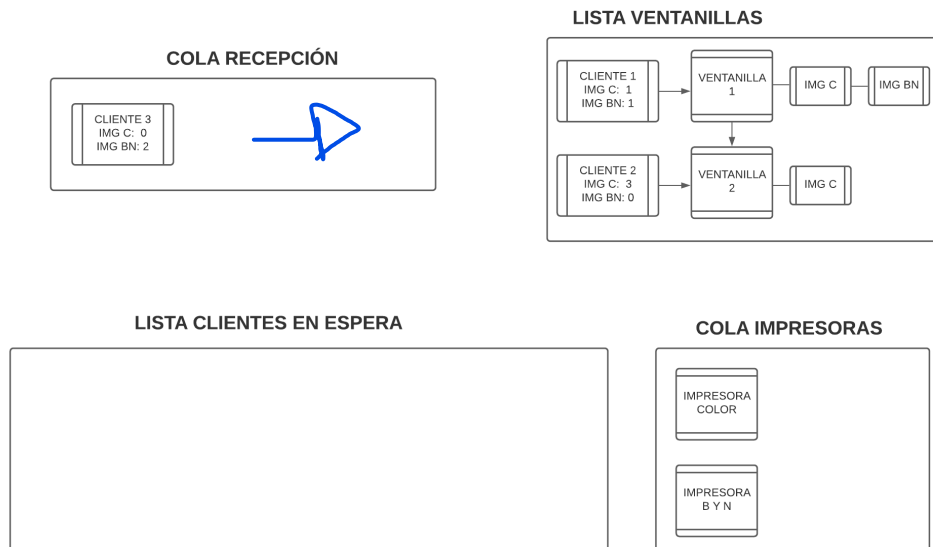 LISTA VENTANILLAS
COLA RECEPCIÓN
CLIENTE 3
IMG C:  0
IMG BN: 2
CLIENTE 1
IMG C:  1
IMG BN: 1
VENTANILLA
1
IMG C
IMG BN
CLIENTE 2
IMG C:  3
IMG BN: 0
VENTANILLA
2
IMG C
LISTA CLIENTES EN ESPERA
COLA IMPRESORAS
IMPRESORA
COLOR
IMPRESORA
B Y N